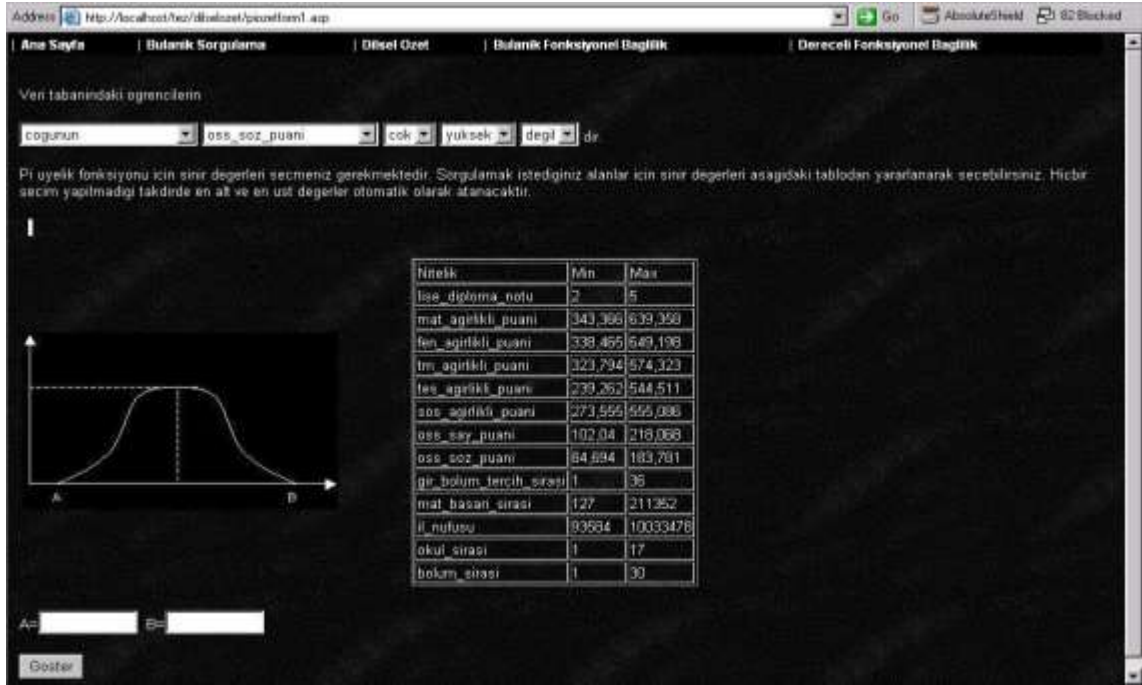 Address http://localhost/tez/dilselozet/piozetform1.asp Go AbsoluteShield 82 Blocked
| Ana Sayfa | Bulanik Sorgulama | Dilsel Ozet | Bulanik Fonksiyonel Baglilik | Dereceli Fonksiyonel Baglilik
Veri tabanindaki ogrencilerin
cogunun oss_soz_puani cok yuksek degil dir.
Pi uyelik fonksiyonu icin sinir degerleri secmeniz gerekmektedir. Sorgulamak istediginiz alanlar icin sinir degerleri asagidaki tablodan yararlanarak secebilirsiniz. Hicbir
secim yapilmadigi takdirde en alt ve en ust degerler otomatik olarak atanacaktir.
Nitelik Min Max
lise_diploma_notu 2 5
mat_agirlikli_puani 343,366 639,358
fen_agirlikli_puani 338,465 649,198
tm_agirlikli_puani 323,794 574,323
tes_agirlikli_puani 239,262 544,511
sos_agirlikli_puani 273,555 555,086
oss_say_puani 102,04 218,068
oss_soz_puani 64,694 183,781
gir_bolum_tercih_sirasi 1 36
mat_basari_sirasi 127 211352
il_nufusu 93584 10033478
okul_sirasi 1 17
bolum_sirasi 1 30
A B
A= B=
Goster